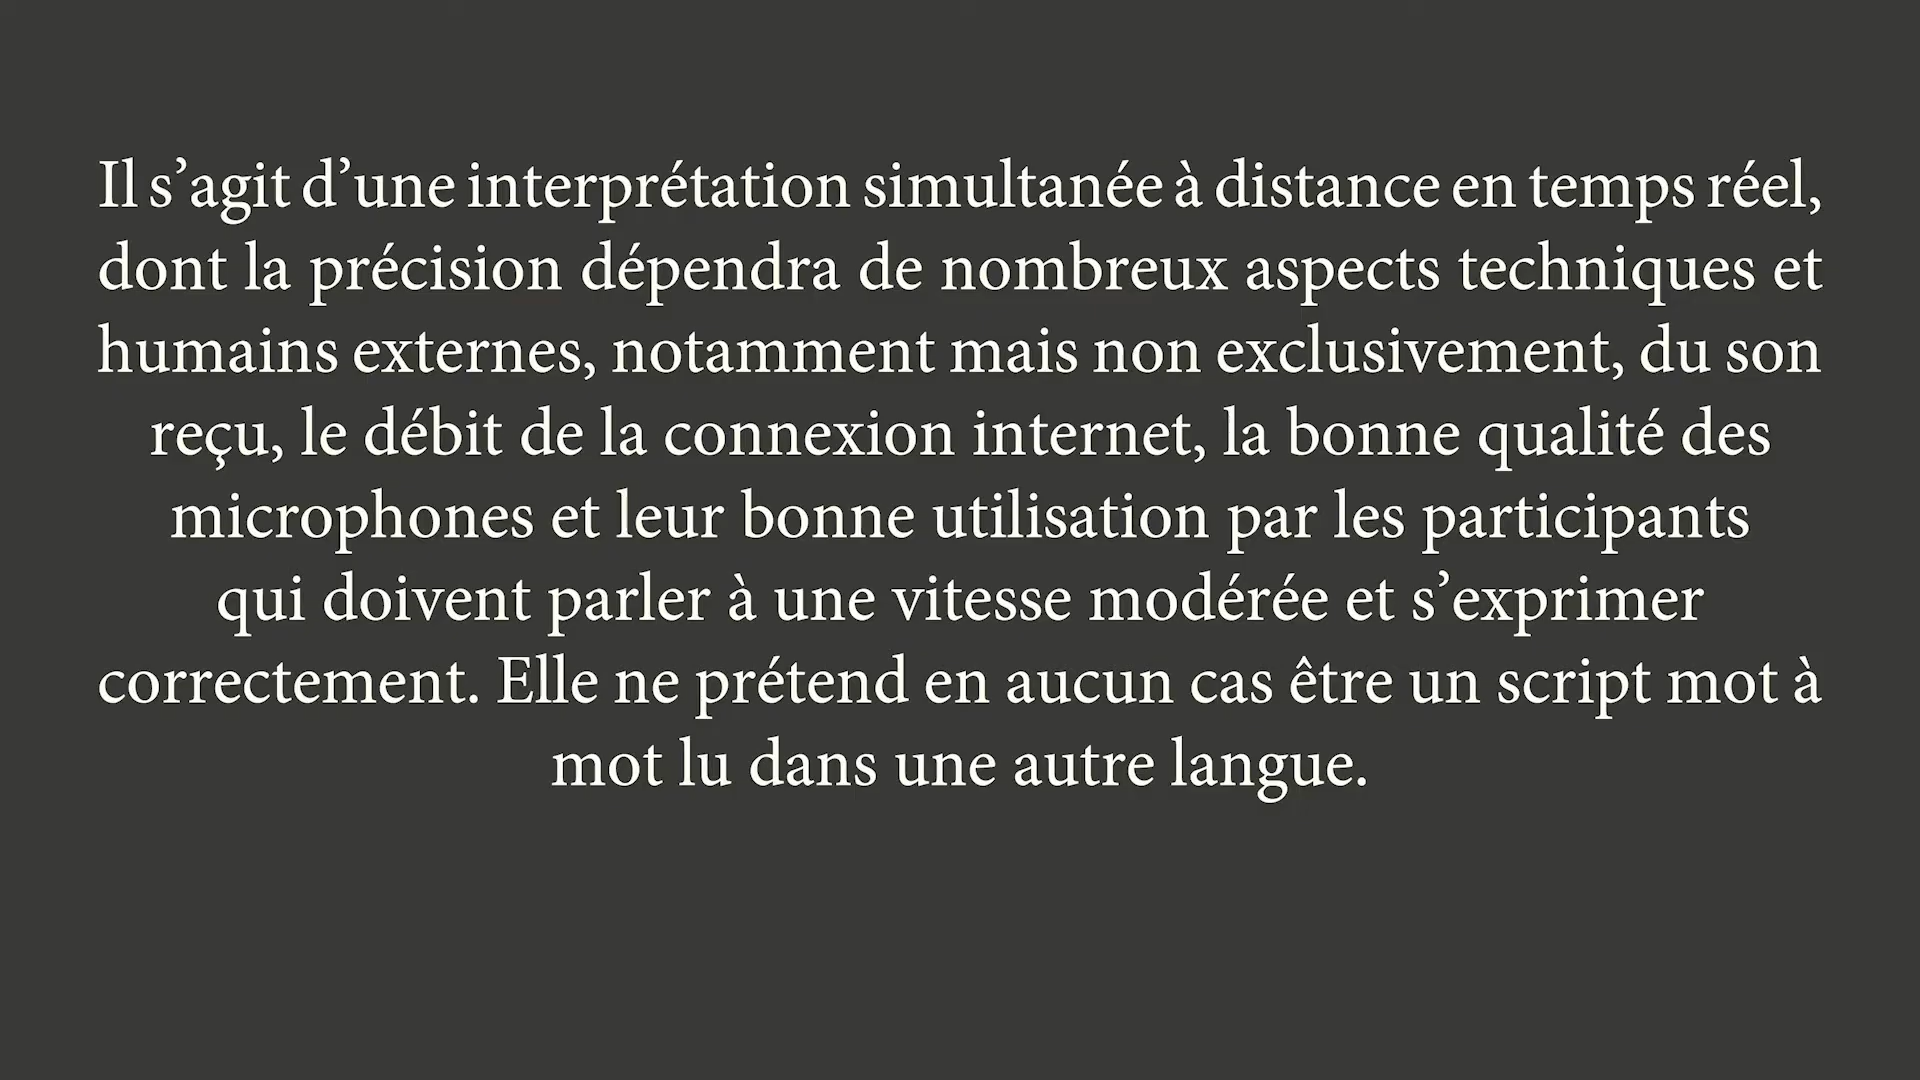 Il s’agit d’une interprétation simultanée à distance en temps réel,
dont la précision dépendra de nombreux aspects techniques et
humains externes, notamment mais non exclusivement, du son
reçu, le débit de la connexion internet, la bonne qualité des
microphones et leur bonne utilisation par les participants
qui doivent parler à une vitesse modérée et s’exprimer
correctement. Elle ne prétend en aucun cas être un script mot à
mot lu dans une autre langue.